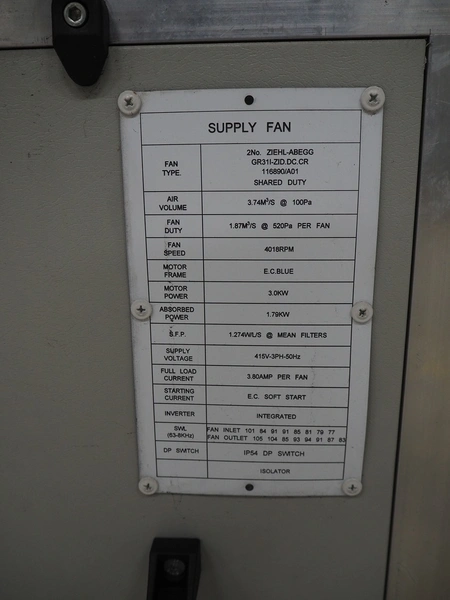 SUPPLY FAN
FAN TYPE.
2No. ZIEHL-ABEGG
GR31I-ZID.DC.CR
116890/A01
SHARED DUTY
AIR VOLUME
3.74M³/S @ 100Pa
FAN DUTY
1.87M³/S @ 520Pa PER FAN
FAN SPEED
4018RPM
MOTOR FRAME
E.C.BLUE
MOTOR POWER
3.0KW
ABSORBED POWER
1.79KW
S.F.P.
1.274W/L/S @ MEAN FILTERS
SUPPLY VOLTAGE
415V-3PH-50Hz
FULL LOAD CURRENT
3.80AMP PER FAN
STARTING CURRENT
E.C. SOFT START
INVERTER
INTEGRATED
SWL (63-8KHz)
FAN INLET 101 84 91 91 85 81 79 77
FAN OUTLET 105 104 85 93 94 91 87 83
DP SWITCH
IP54 DP SWITCH
ISOLATOR